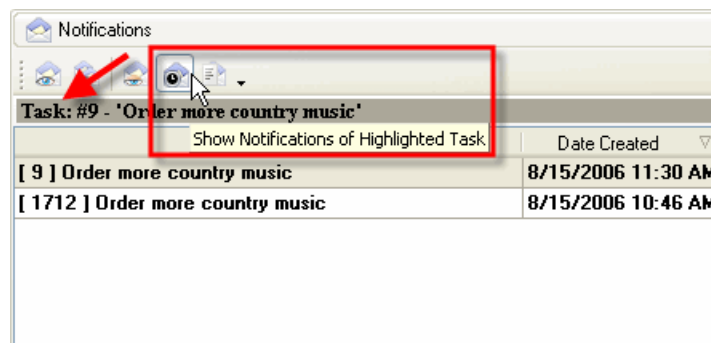 Notifications
Task: #9 - 'Order more country music'
Show Notifications of Highlighted Task
Date Created
[ 9 ] Order more country music 8/15/2006 11:30 AM
[ 1712 ] Order more country music 8/15/2006 10:46 AM